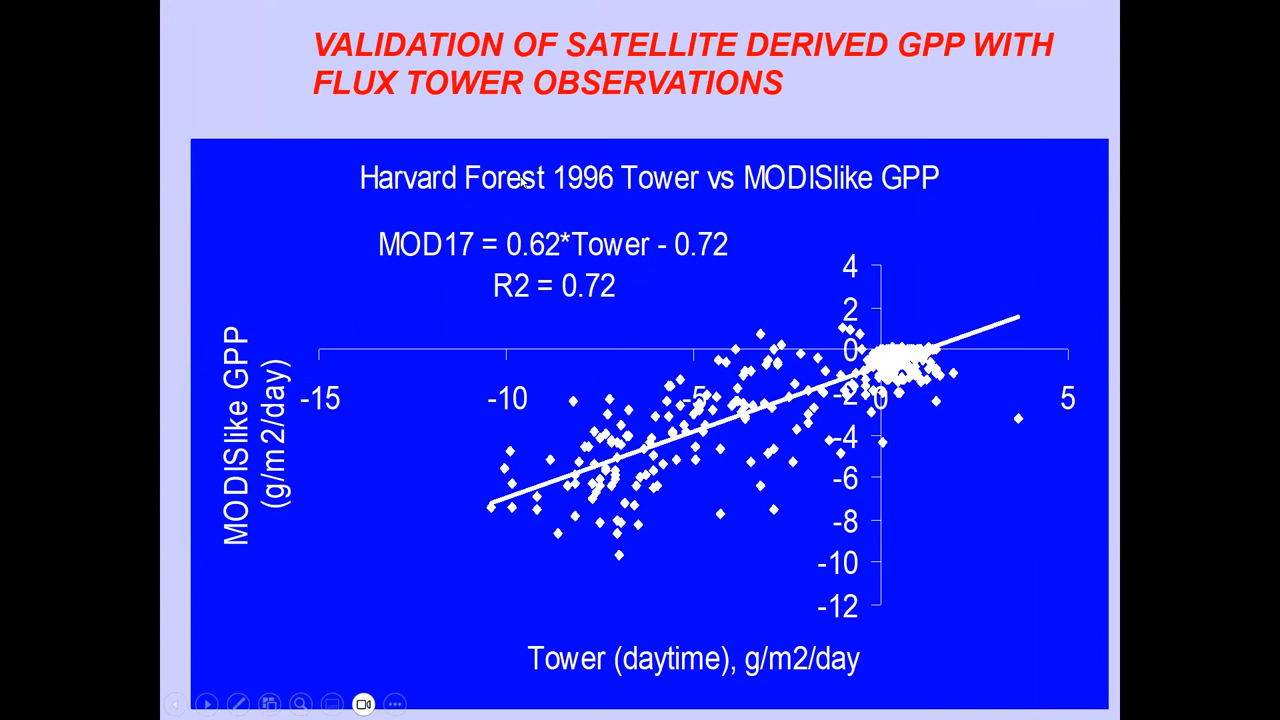 VALIDATION OF SATELLITE DERIVED GPP WITH
FLUX TOWER OBSERVATIONS
Harvard Forest 1996 Tower vs MODISlike GPP
MOD17 = 0.62*Tower - 0.72
R2 = 0.72
4
2
0
-2
-4
-6
-8
-10
-12
-15
-10
-5
0
5
MODISlike GPP
(g/m2/day)
Tower (daytime), g/m2/day